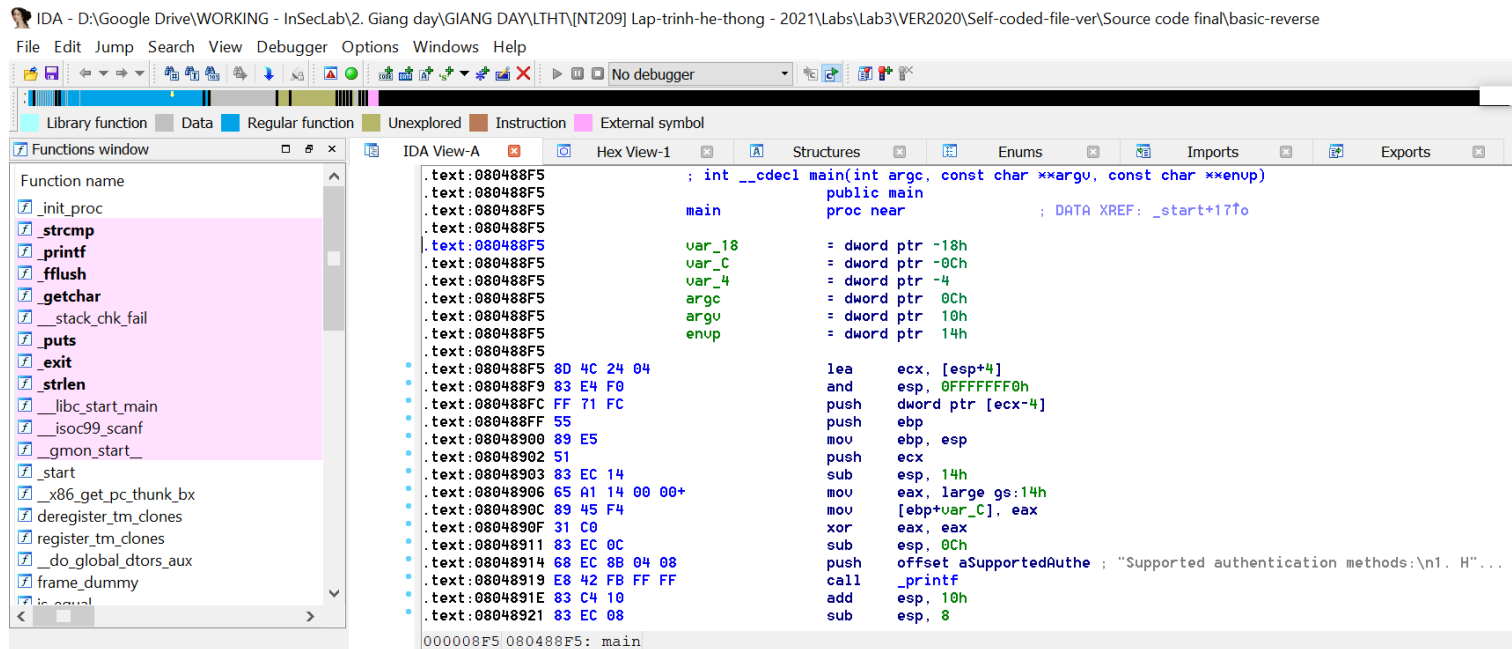 IDA - D:\Google Drive\WORKING - InSecLab\2. Giang day\GIANG DAY\LTHT\[NT209] Lap-trinh-he-thong - 2021\Labs\Lab3\VER2020\Self-coded-file-ver\Source code final\basic-reverse
File Edit Jump Search View Debugger Options Windows Help
No debugger
Library function Data Regular function Unexplored Instruction External symbol
Functions window
IDA View-A Hex View-1 Structures Enums Imports Exports
Function name
_init_proc
_strcmp
_printf
_fflush
_getchar
___stack_chk_fail
_puts
_exit
_strlen
___libc_start_main
___isoc99_scanf
__gmon_start__
_start
__x86_get_pc_thunk_bx
deregister_tm_clones
register_tm_clones
__do_global_dtors_aux
frame_dummy
is_equal
.text:080488F5 ; int __cdecl main(int argc, const char **argv, const char **envp)
.text:080488F5 public main
.text:080488F5 main proc near ; DATA XREF: _start+17↑o
.text:080488F5
.text:080488F5 var_18 = dword ptr -18h
.text:080488F5 var_C = dword ptr -0Ch
.text:080488F5 var_4 = dword ptr -4
.text:080488F5 argc = dword ptr 0Ch
.text:080488F5 argv = dword ptr 10h
.text:080488F5 envp = dword ptr 14h
.text:080488F5
.text:080488F5 8D 4C 24 04 lea ecx, [esp+4]
.text:080488F9 83 E4 F0 and esp, 0FFFFFFF0h
.text:080488FC FF 71 FC push dword ptr [ecx-4]
.text:080488FF 55 push ebp
.text:08048900 89 E5 mov ebp, esp
.text:08048902 51 push ecx
.text:08048903 83 EC 14 sub esp, 14h
.text:08048906 65 A1 14 00 00+ mov eax, large gs:14h
.text:0804890C 89 45 F4 mov [ebp+var_C], eax
.text:0804890F 31 C0 xor eax, eax
.text:08048911 83 EC 0C sub esp, 0Ch
.text:08048914 68 EC 8B 04 08 push offset aSupportedAuthe ; "Supported authentication methods:\n1. H"...
.text:08048919 E8 42 FB FF FF call _printf
.text:0804891E 83 C4 10 add esp, 10h
.text:08048921 83 EC 08 sub esp, 8
000008F5 080488F5: main